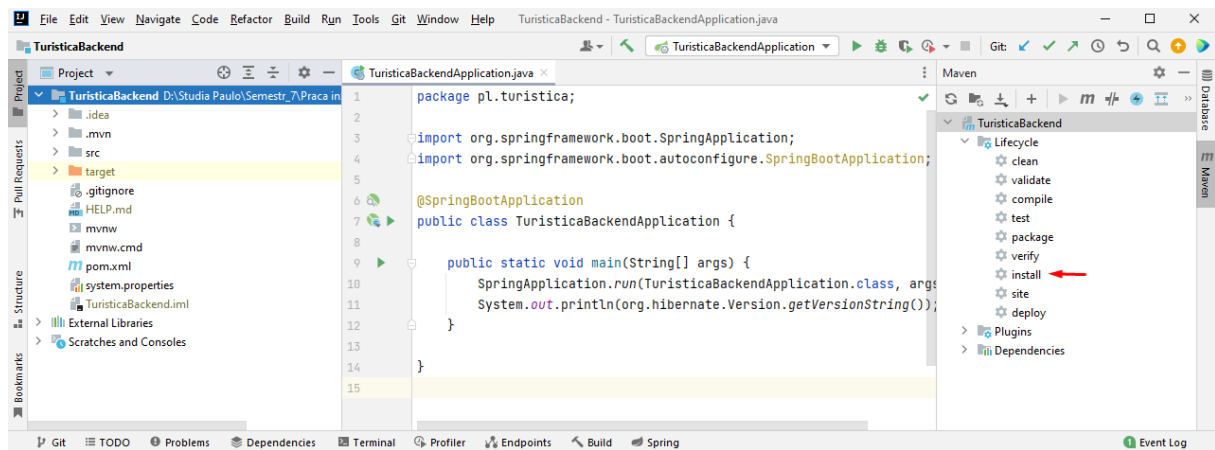 File Edit View Navigate Code Refactor Build Run Tools Git Window Help TuristicaBackend - TuristicaBackendApplication.java
TuristicaBackend
TuristicaBackendApplication
Git:
Project
TuristicaBackendApplication.java
Maven
Project
Pull Requests
Structure
Bookmarks
TuristicaBackend D:\Studia Paulo\Semestr_7\Praca in
.idea
.mvn
src
target
.gitignore
HELP.md
mvnw
mvnw.cmd
pom.xml
system.properties
TuristicaBackend.iml
External Libraries
Scratches and Consoles
1 package pl.turistica;
2
3 import org.springframework.boot.SpringApplication;
4 import org.springframework.boot.autoconfigure.SpringBootApplication;
5
6 @SpringBootApplication
7 public class TuristicaBackendApplication {
8
9 public static void main(String[] args) {
10 SpringApplication.run(TuristicaBackendApplication.class, args
11 System.out.println(org.hibernate.Version.getVersionString());
12 }
13
14 }
15
TuristicaBackend
Lifecycle
clean
validate
compile
test
package
verify
install
site
deploy
Plugins
Dependencies
Database
m Maven
Git TODO Problems Dependencies Terminal Profiler Endpoints Build Spring 1 Event Log